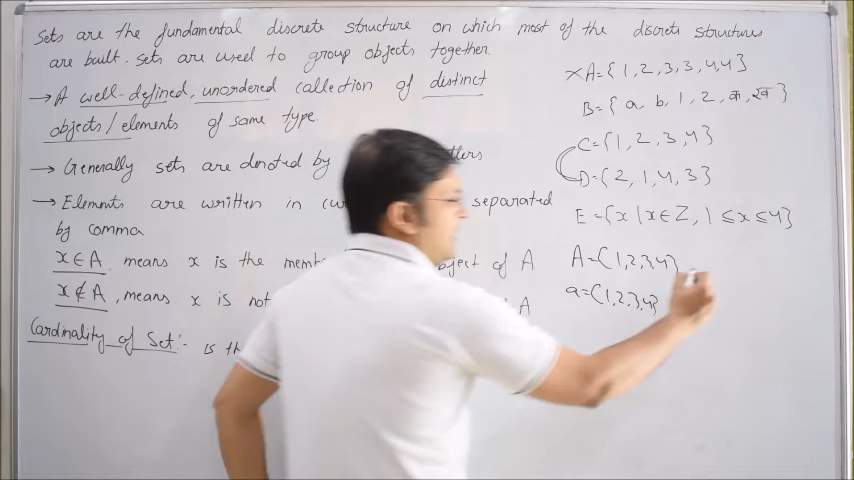 Sets are the fundamental discrete structure on which most of the discrete structures
are built. Sets are used to group objects together
→ A well-defined, unordered collection of distinct
objects/elements of same type.
→ Generally sets are denoted by
→ Elements are written in separated
by comma
x ∈ A means x is the of A
x ∉ A, means x is not A
Cardinality of Set:- is
× A={1,2,3,3,4,4}
B={a, b, 1, 2, क, ख}
C={1,2,3,4}
D={2,1,4,3}
E={x | x ∈ Z, 1 ≤ x ≤ 4}
A={1,2,3,4}
a={1,2,3,4}